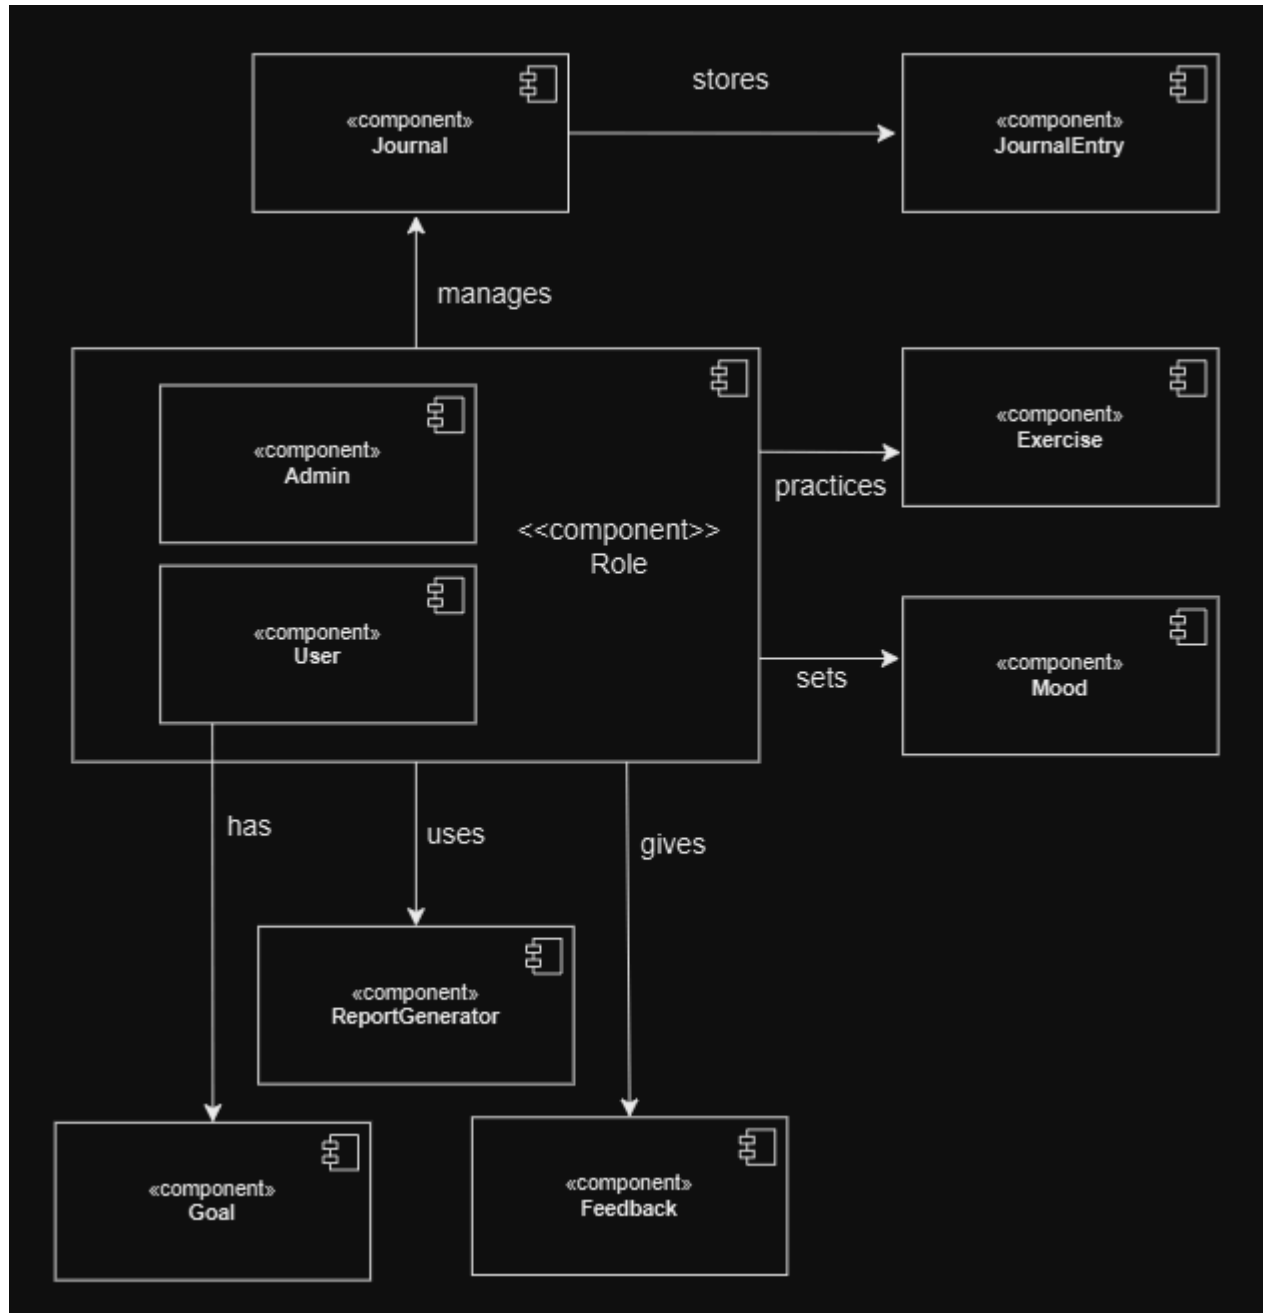 «component»
Journal
stores
«component»
JournalEntry
manages
«component»
Admin
<<component>>
Role
«component»
User
«component»
Exercise
practices
«component»
Mood
sets
has
uses
gives
«component»
ReportGenerator
«component»
Goal
«component»
Feedback